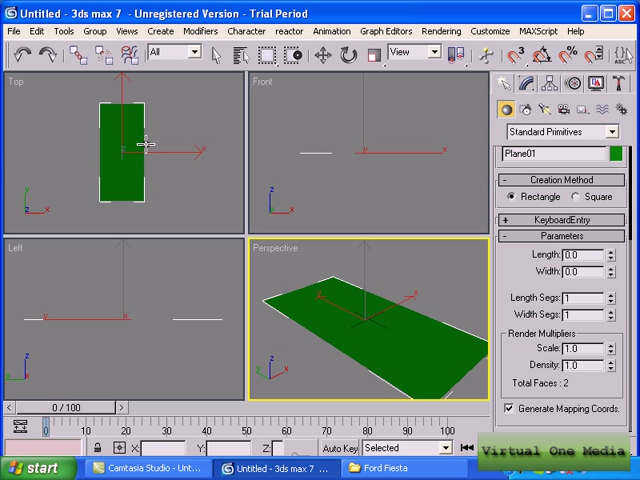 Untitled - 3ds max 7 - Unregistered Version - Trial Period
File Edit Tools Group Views Create Modifiers Character reactor Animation Graph Editors Rendering Customize MAXScript Help
All
View
Top
Front
Left
Perspective
y
x
z
x
x
y
x
z
x
z
y
x
z
y
x
x
z
y
x
Standard Primitives
Plane01
- Creation Method
Rectangle Square
+ KeyboardEntry
- Parameters
Length: 0.0
Width: 0.0
Length Segs: 1
Width Segs: 1
Render Multipliers
Scale: 1.0
Density: 1.0
Total Faces : 2
Generate Mapping Coords.
< 0 / 100 >
0 10 20 30 40 50 60 70 80 90 100
X: Y: Z: Auto Key Selected
Virtual One Media
start Camtasia Studio - Unt... Untitled - 3ds max 7 ... Ford Fiesta